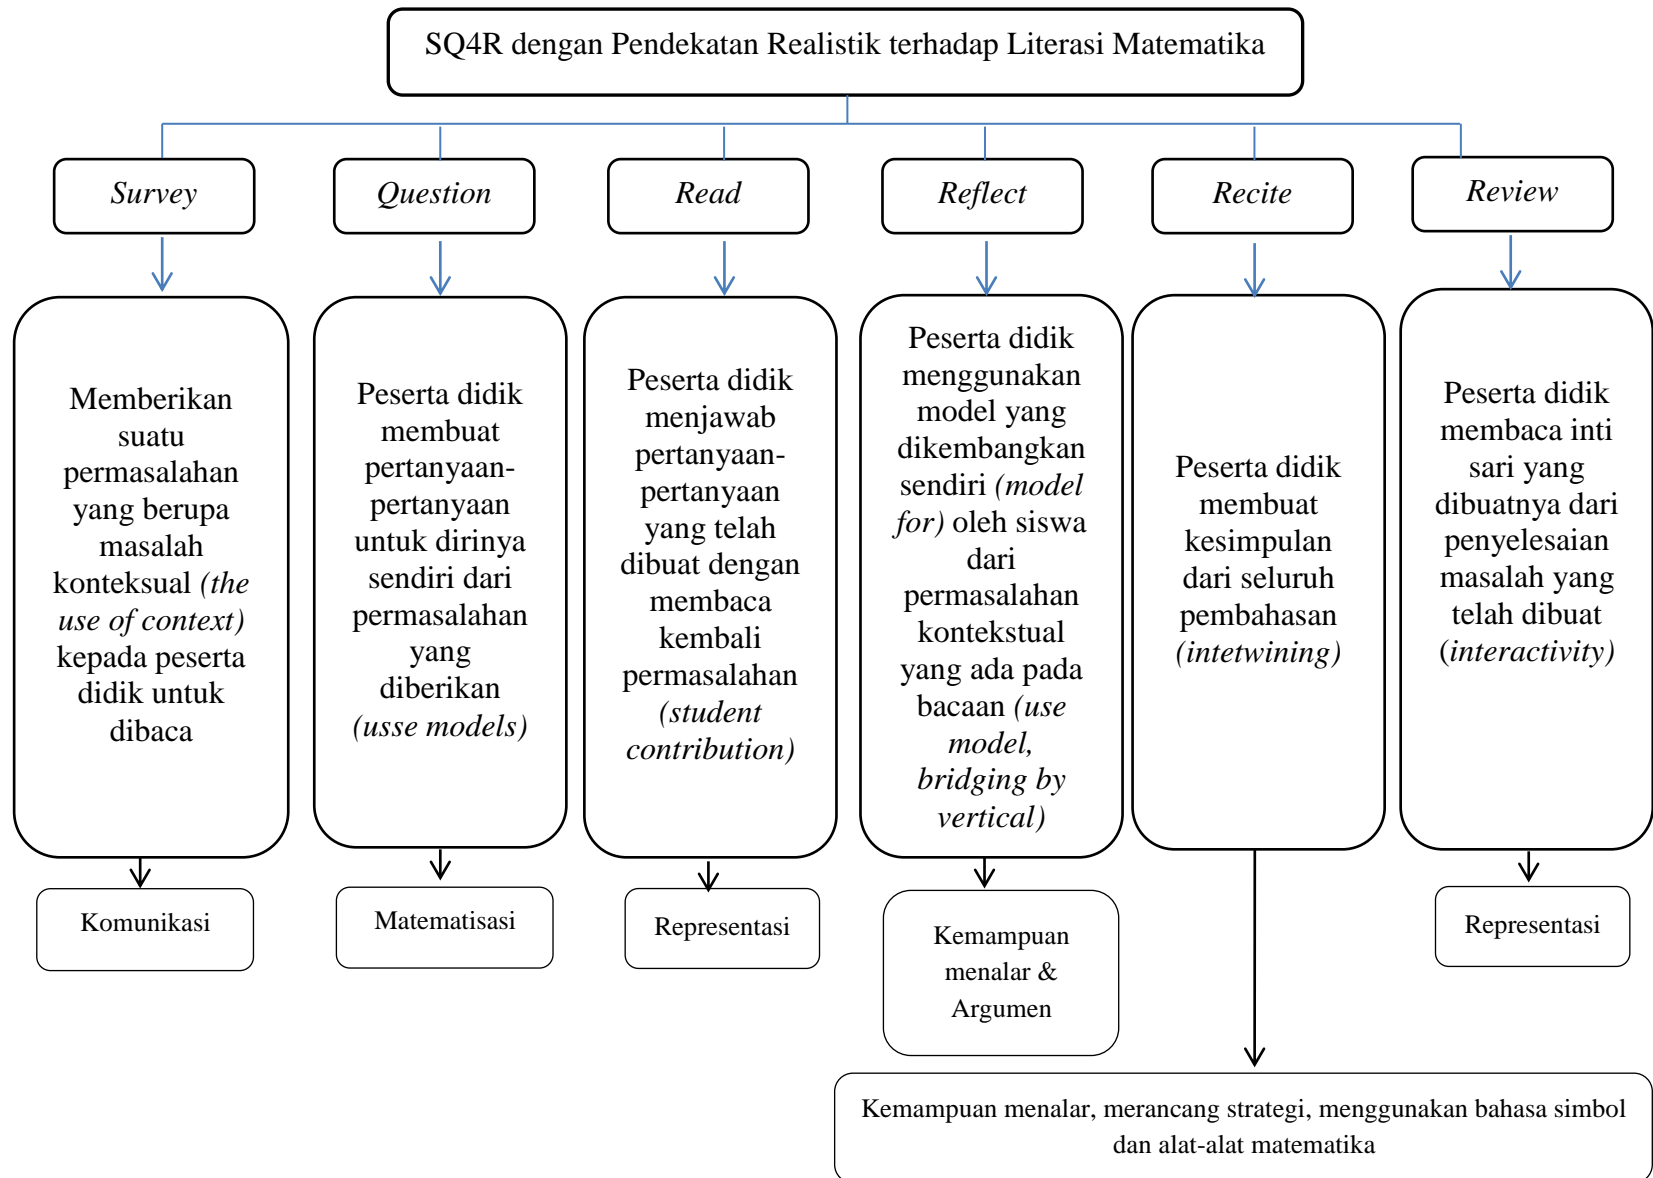 SQ4R dengan Pendekatan Realistik terhadap Literasi Matematika
Survey
Question
Read
Reflect
Recite
Review
Memberikan
suatu
permasalahan
yang berupa
masalah
konteksual (the
use of context)
kepada peserta
didik untuk
dibaca
Peserta didik
membuat
pertanyaan-
pertanyaan
untuk dirinya
sendiri dari
permasalahan
yang
diberikan
(usse models)
Peserta didik
menjawab
pertanyaan-
pertanyaan
yang telah
dibuat dengan
membaca
kembali
permasalahan
(student
contribution)
Peserta didik
menggunakan
model yang
dikembangkan
sendiri (model
for) oleh siswa
dari
permasalahan
kontekstual
yang ada pada
bacaan (use
model,
bridging by
vertical)
Peserta didik
membuat
kesimpulan
dari seluruh
pembahasan
(intetwining)
Peserta didik
membaca inti
sari yang
dibuatnya dari
penyelesaian
masalah yang
telah dibuat
(interactivity)
Komunikasi
Matematisasi
Representasi
Kemampuan
menalar &
Argumen
Representasi
Kemampuan menalar, merancang strategi, menggunakan bahasa simbol
dan alat-alat matematika